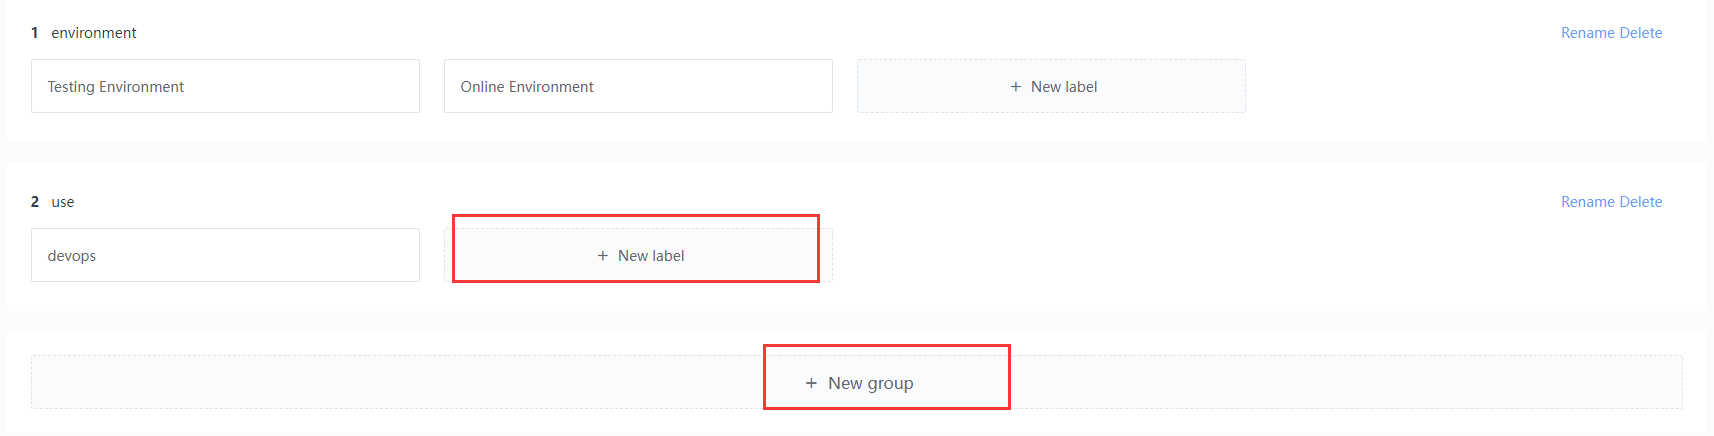 1 environment Rename Delete
Testing Environment Online Environment + New label
2 use Rename Delete
devops + New label
+ New group